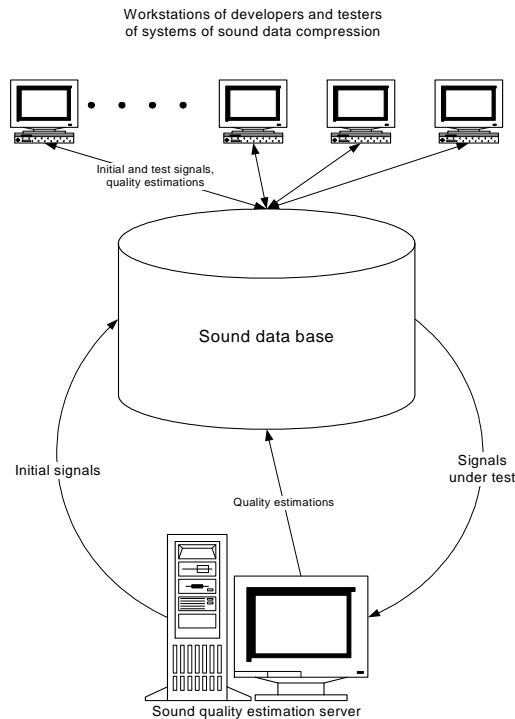 Workstations of developers and testers
of systems of sound data compression
Initial and test signals,
quality estimations
Sound data base
Initial signals
Signals
under test
Quality estimations
Sound quality estimation server